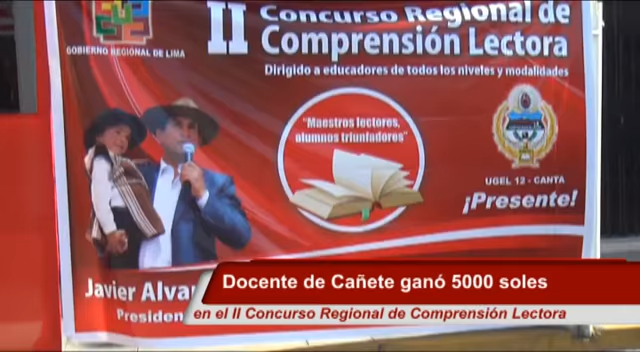 GOBIERNO REGIONAL DE LIMA
II Concurso Regional de
Comprensión Lectora
Dirigido a educadores de todos los niveles y modalidades
"Maestros lectores,
alumnos triunfadores"
UGEL 12 - CANTA
¡Presente!
Javier Alva
Presiden
Docente de Cañete ganó 5000 soles
en el II Concurso Regional de Comprensión Lectora